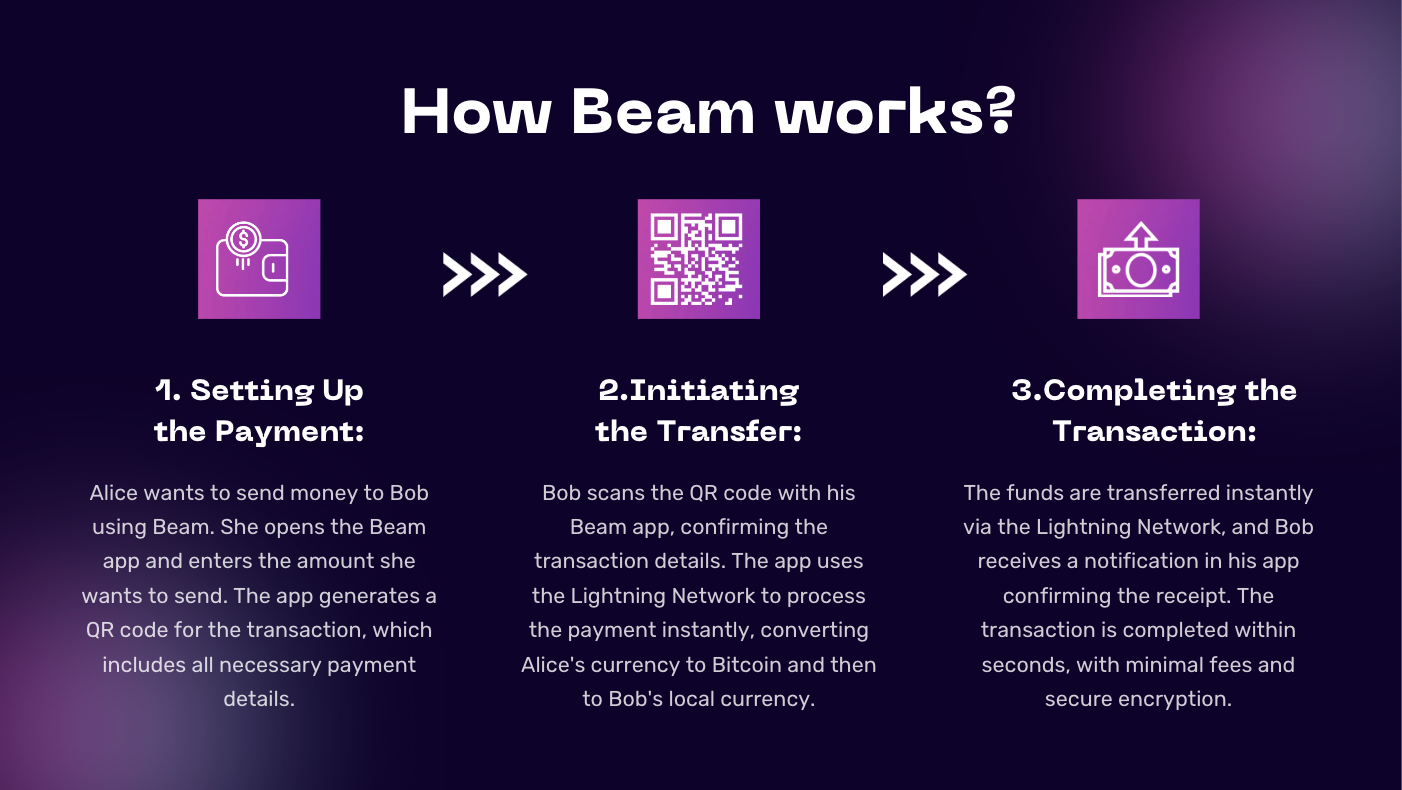 How Beam works?
1. Setting Up
the Payment:
Alice wants to send money to Bob
using Beam. She opens the Beam
app and enters the amount she
wants to send. The app generates a
QR code for the transaction, which
includes all necessary payment
details.
2.Initiating
the Transfer:
Bob scans the QR code with his
Beam app, confirming the
transaction details. The app uses
the Lightning Network to process
the payment instantly, converting
Alice's currency to Bitcoin and then
to Bob's local currency.
3.Completing the
Transaction:
The funds are transferred instantly
via the Lightning Network, and Bob
receives a notification in his app
confirming the receipt. The
transaction is completed within
seconds, with minimal fees and
secure encryption.